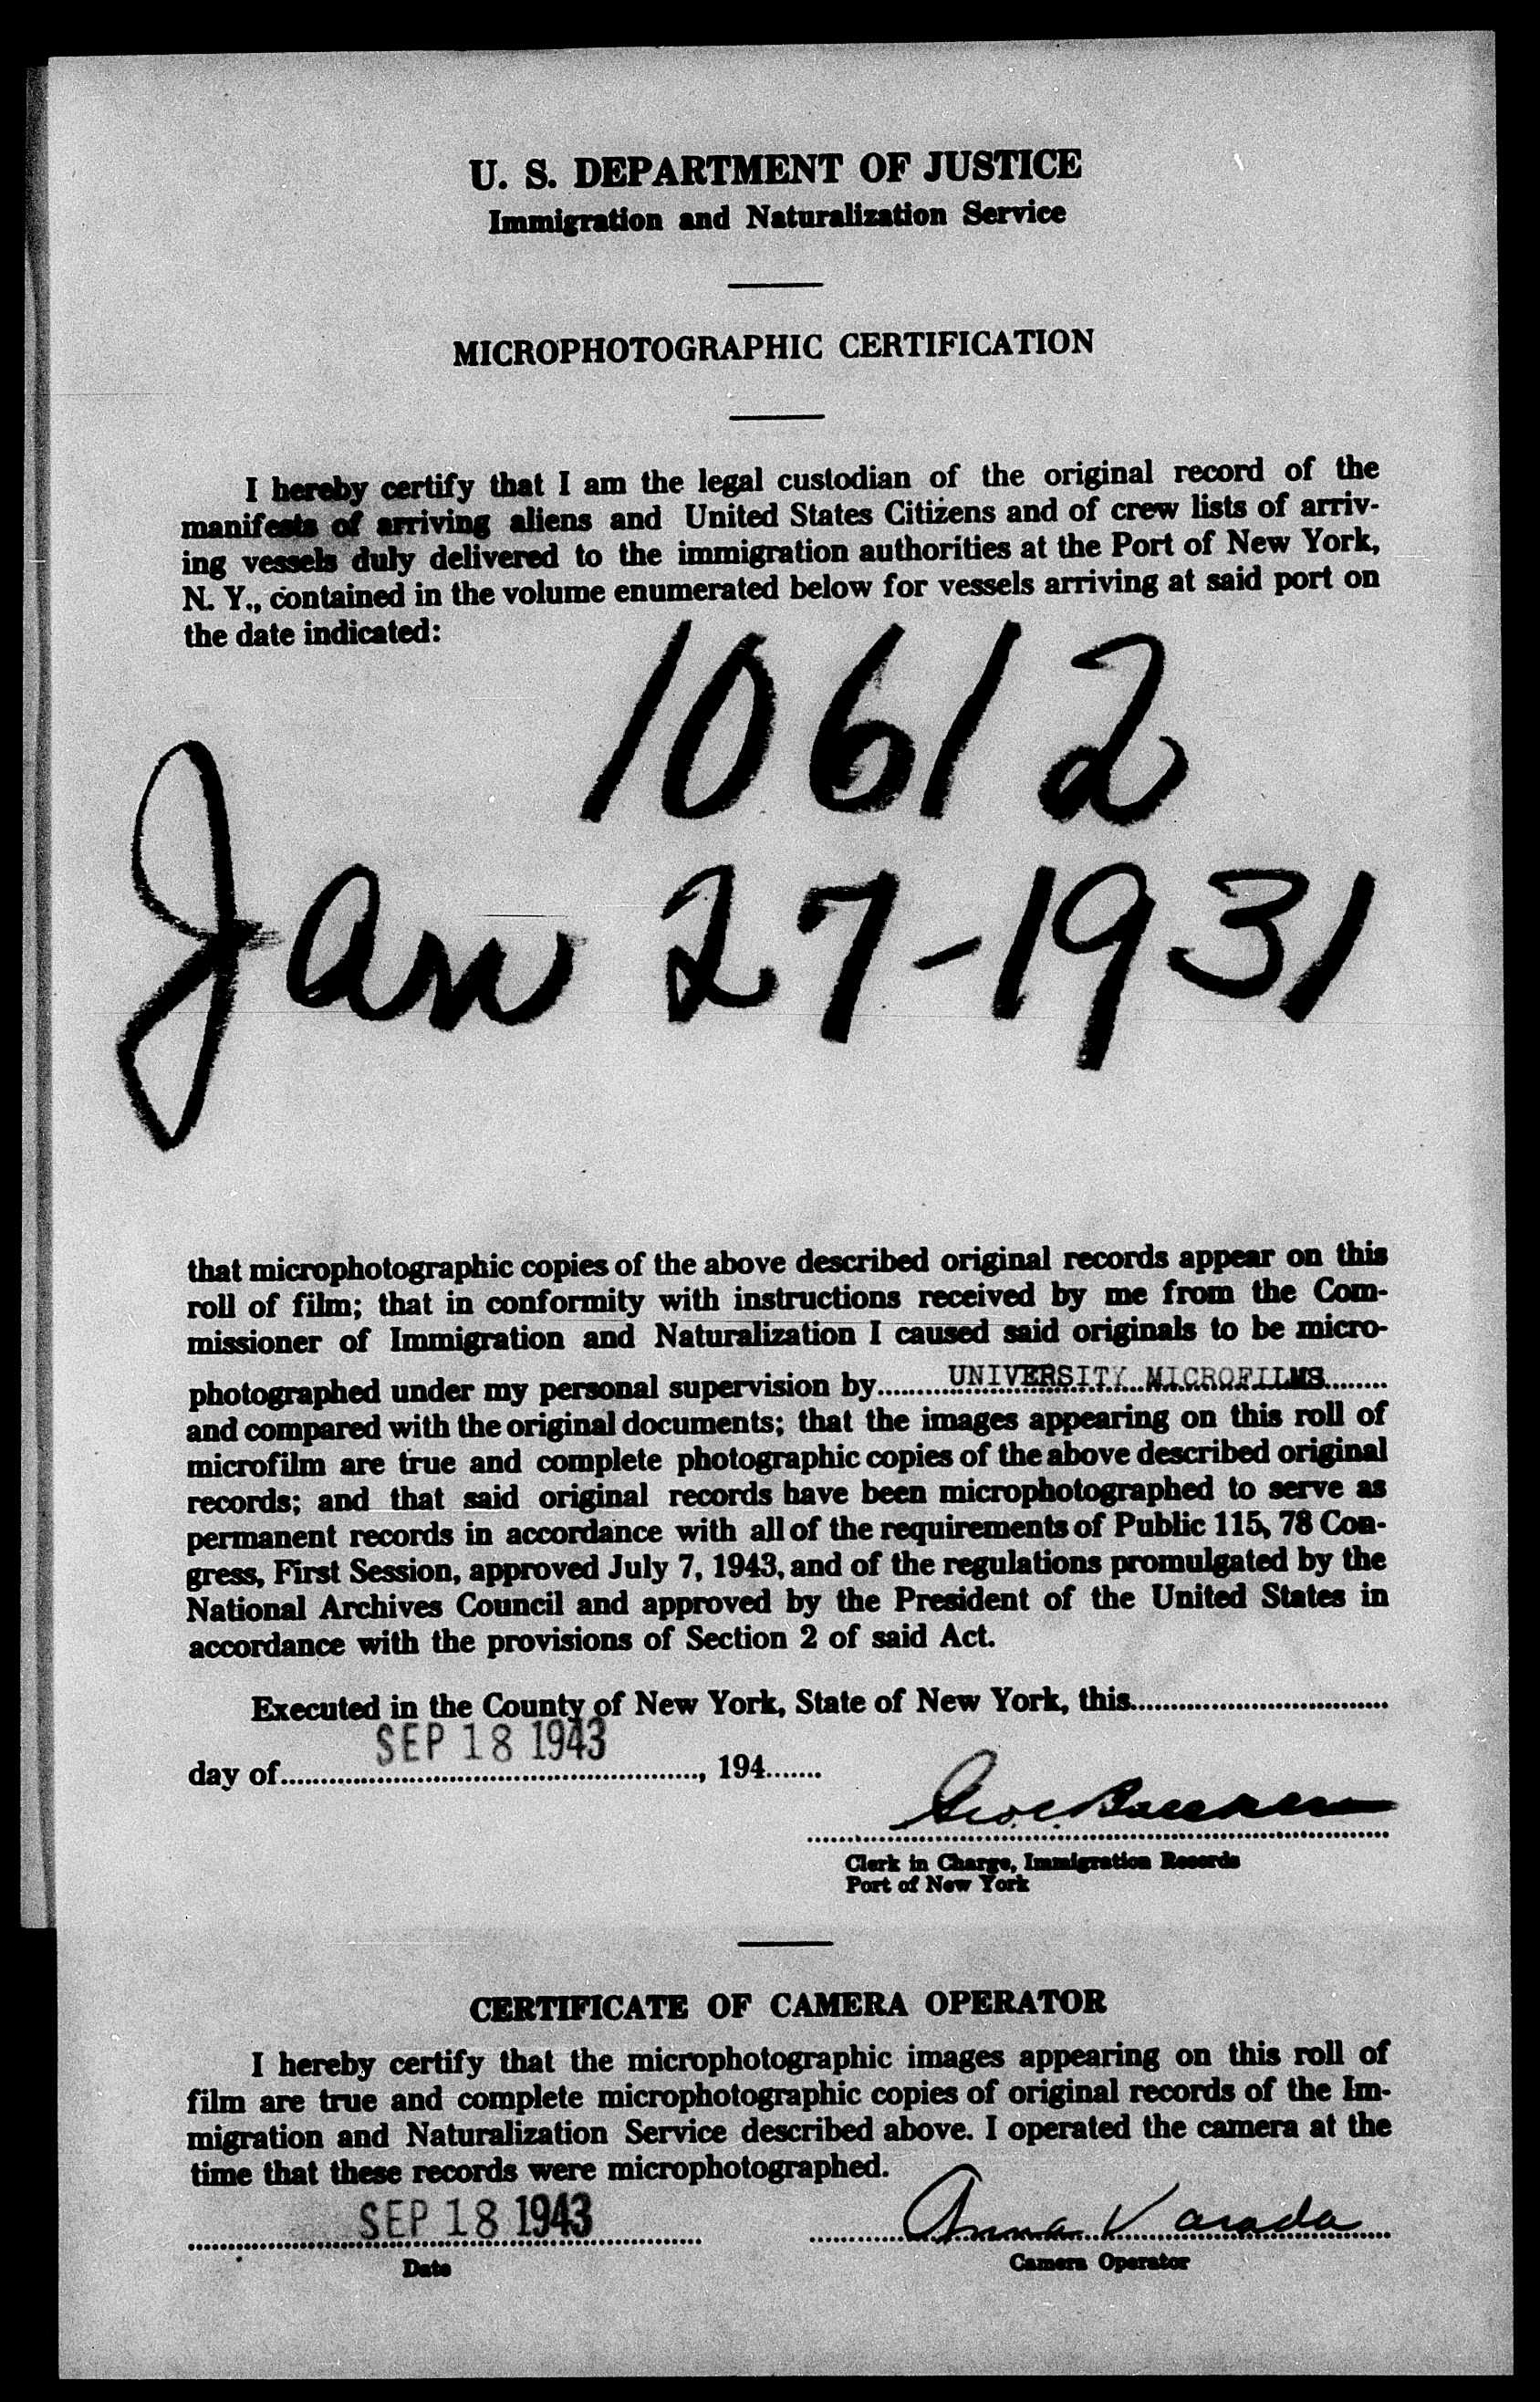 U. S. DEPARTMENT OF JUSTICE
Immigration and Naturalization Service
MICROPHOTOGRAPHIC CERTIFICATION
I hereby certify that I am the legal custodian of the original record of the
manifests of arriving aliens and United States Citizens and of crew lists of arriv-
ing vessels duly delivered to the immigration authorities at the Port of New York,
N. Y., contained in the volume enumerated below for vessels arriving at said port on
the date indicated:
10612
Jan 27-1931
that microphotographic copies of the above described original records appear on this
roll of film; that in conformity with instructions received by me from the Com-
missioner of Immigration and Naturalization I caused said originals to be micro-
photographed under my personal supervision by UNIVERSITY MICROFILMS
and compared with the original documents; that the images appearing on this roll of
microfilm are true and complete photographic copies of the above described original
records; and that said original records have been microphotographed to serve as
permanent records in accordance with all of the requirements of Public 115, 78 Con-
gress, First Session, approved July 7, 1943, and of the regulations promulgated by the
National Archives Council and approved by the President of the United States in
accordance with the provisions of Section 2 of said Act.
Executed in the County of New York, State of New York, this
day of SEP 18 1943, 194
Clerk in Charge, Immigration Records
Port of New York
CERTIFICATE OF CAMERA OPERATOR
I hereby certify that the microphotographic images appearing on this roll of
film are true and complete microphotographic copies of original records of the Im-
migration and Naturalization Service described above. I operated the camera at the
time that these records were microphotographed.
SEP 18 1943 Anna Varada
Date Camera Operator